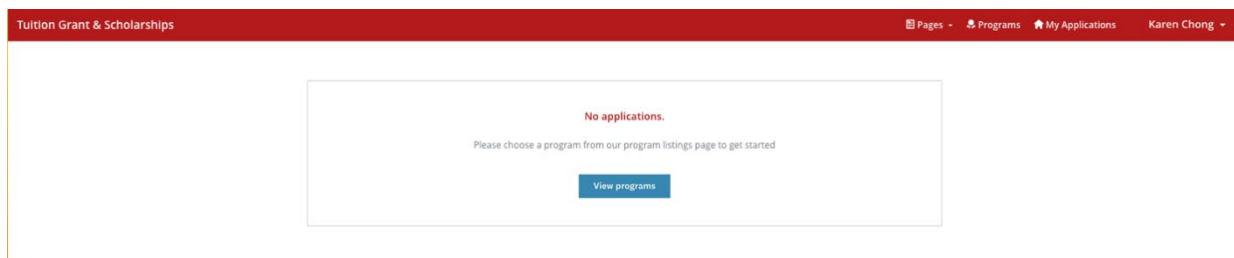 Tuition Grant & Scholarships
Pages
Programs
My Applications
Karen Chong
No applications.
Please choose a program from our program listings page to get started
View programs